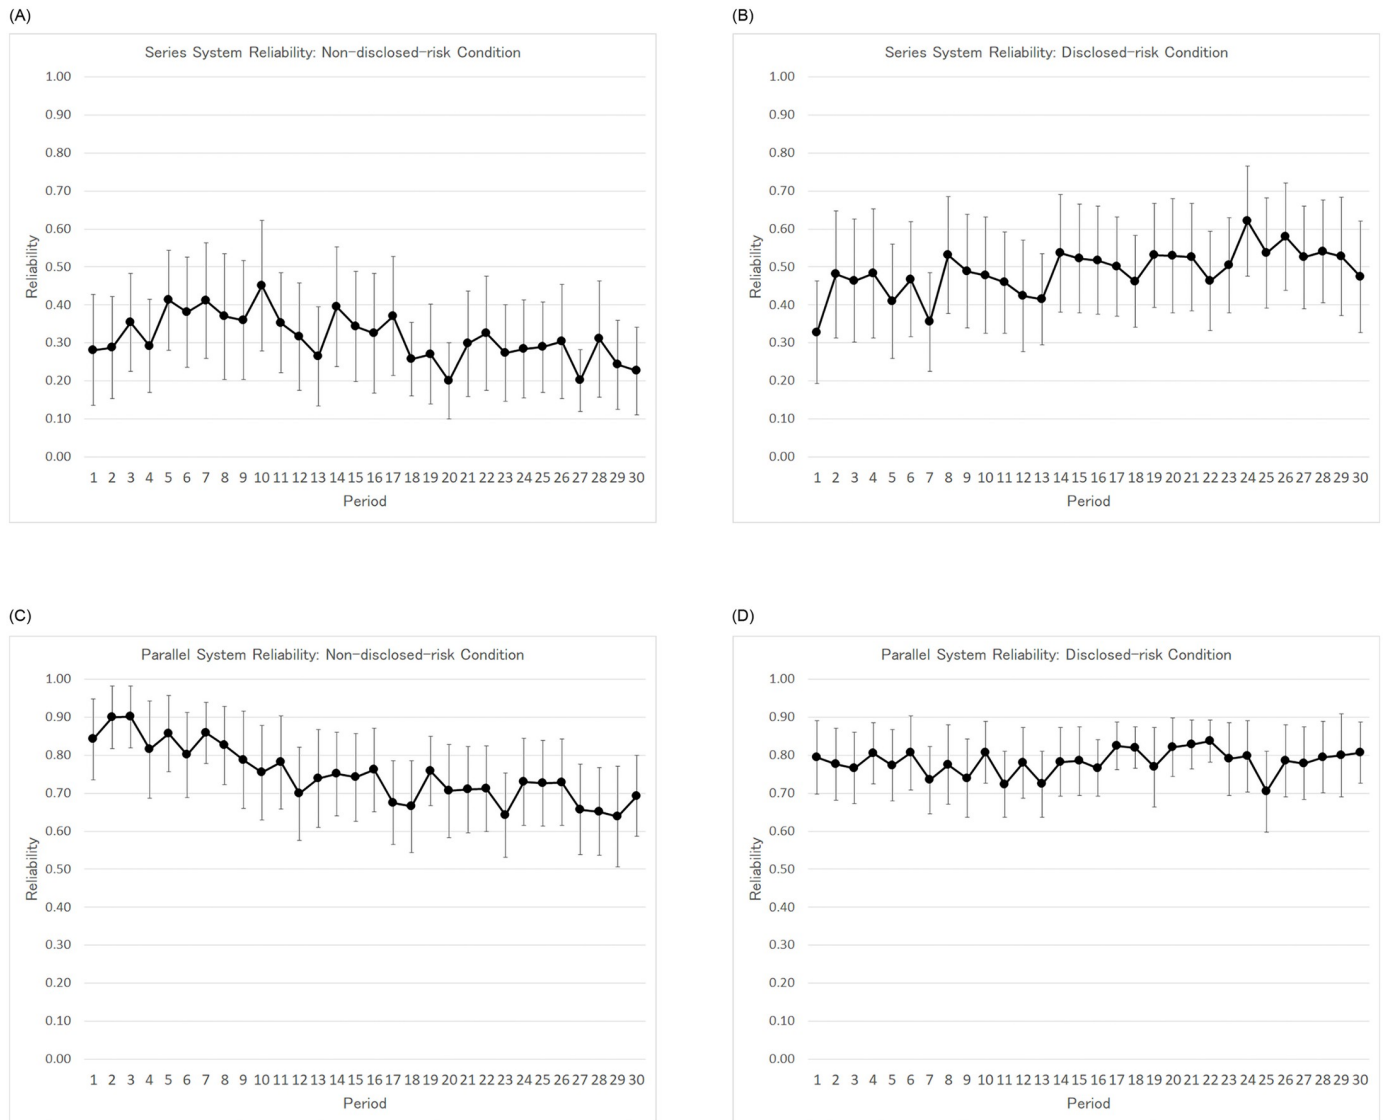 (A)
Series System Reliability: Non-disclosed-risk Condition
1.00
0.90
0.80
0.70
0.60
0.50
0.40
0.30
0.20
0.10
0.00
Reliability
1 2 3 4 5 6 7 8 9 10 11 12 13 14 15 16 17 18 19 20 21 22 23 24 25 26 27 28 29 30
Period
(B)
Series System Reliability: Disclosed-risk Condition
1.00
0.90
0.80
0.70
0.60
0.50
0.40
0.30
0.20
0.10
0.00
Reliability
1 2 3 4 5 6 7 8 9 10 11 12 13 14 15 16 17 18 19 20 21 22 23 24 25 26 27 28 29 30
Period
(C)
Parallel System Reliability: Non-disclosed-risk Condition
1.00
0.90
0.80
0.70
0.60
0.50
0.40
0.30
0.20
0.10
0.00
Reliability
1 2 3 4 5 6 7 8 9 10 11 12 13 14 15 16 17 18 19 20 21 22 23 24 25 26 27 28 29 30
Period
(D)
Parallel System Reliability: Disclosed-risk Condition
1.00
0.90
0.80
0.70
0.60
0.50
0.40
0.30
0.20
0.10
0.00
Reliability
1 2 3 4 5 6 7 8 9 10 11 12 13 14 15 16 17 18 19 20 21 22 23 24 25 26 27 28 29 30
Period